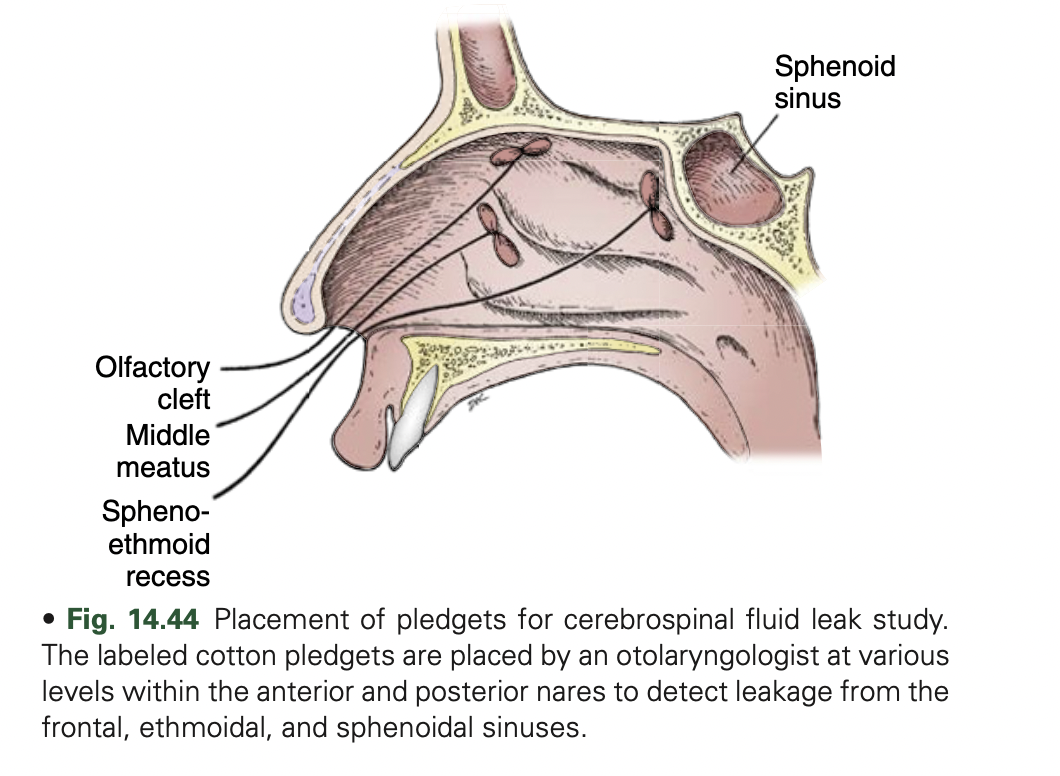 Sphenoid
sinus
Olfactory
cleft
Middle
meatus
Spheno-
ethmoid
recess
• Fig. 14.44 Placement of pledgets for cerebrospinal fluid leak study.
The labeled cotton pledgets are placed by an otolaryngologist at various
levels within the anterior and posterior nares to detect leakage from the
frontal, ethmoidal, and sphenoidal sinuses.